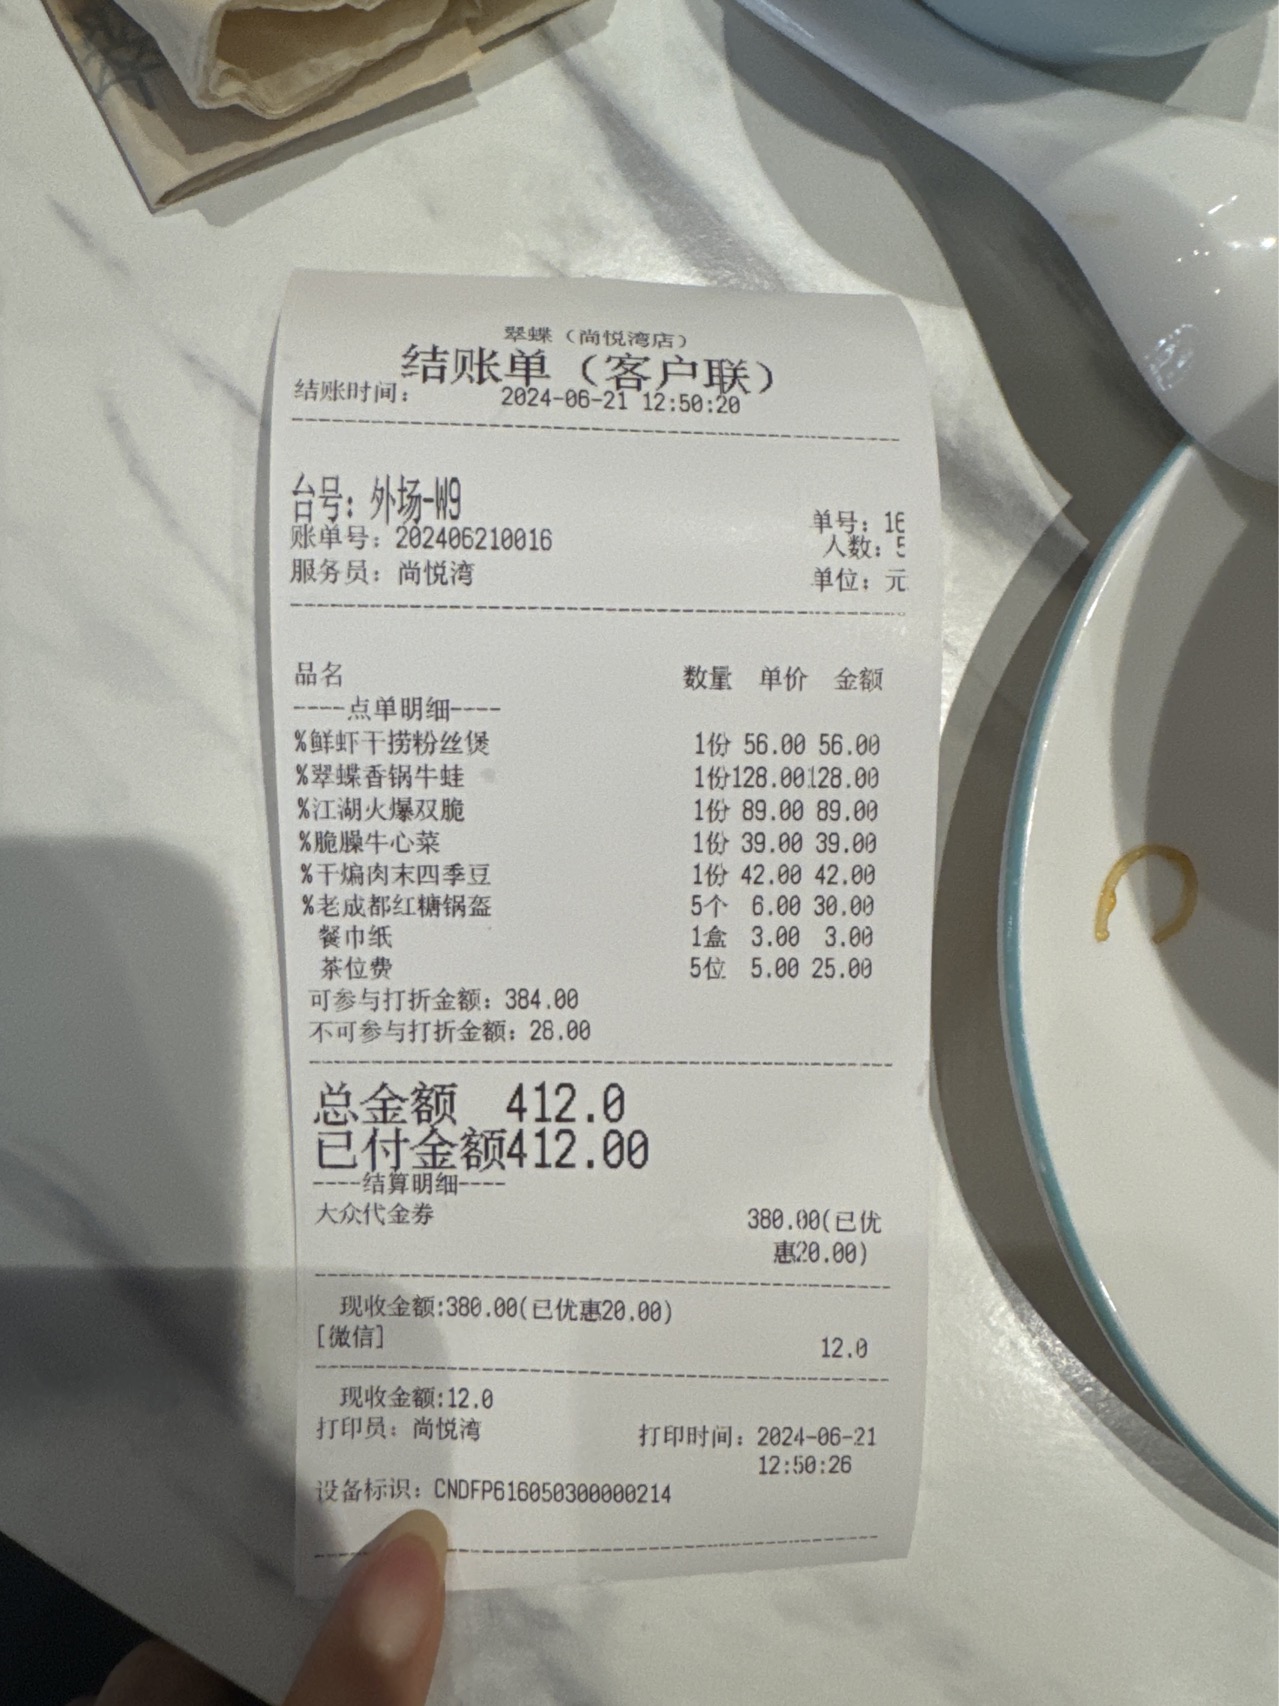 翠蝶（尚悦湾店）
结账单（客户联）
结账时间： 2024-06-21 12:50:20
台号：外场-W9
单号：16
账单号：202406210016
人数：5
服务员：尚悦湾
单位：元
品名 数量 单价 金额
----点单明细----
%鲜虾干捞粉丝煲 1份 56.00 56.00
%翠蝶香锅牛蛙 1份128.00128.00
%江湖火爆双脆 1份 89.00 89.00
%脆臊牛心菜 1份 39.00 39.00
%干煸肉末四季豆 1份 42.00 42.00
%老成都红糖锅盔 5个 6.00 30.00
餐巾纸 1盒 3.00 3.00
茶位费 5位 5.00 25.00
可参与打折金额：384.00
不可参与打折金额：28.00
总金额 412.0
已付金额412.00
----结算明细----
大众代金券 380.00(已优
惠20.00)
现收金额:380.00(已优惠20.00)
[微信] 12.0
现收金额:12.0
打印员：尚悦湾 打印时间：2024-06-21
12:50:26
设备标识：CNDFP616050300000214